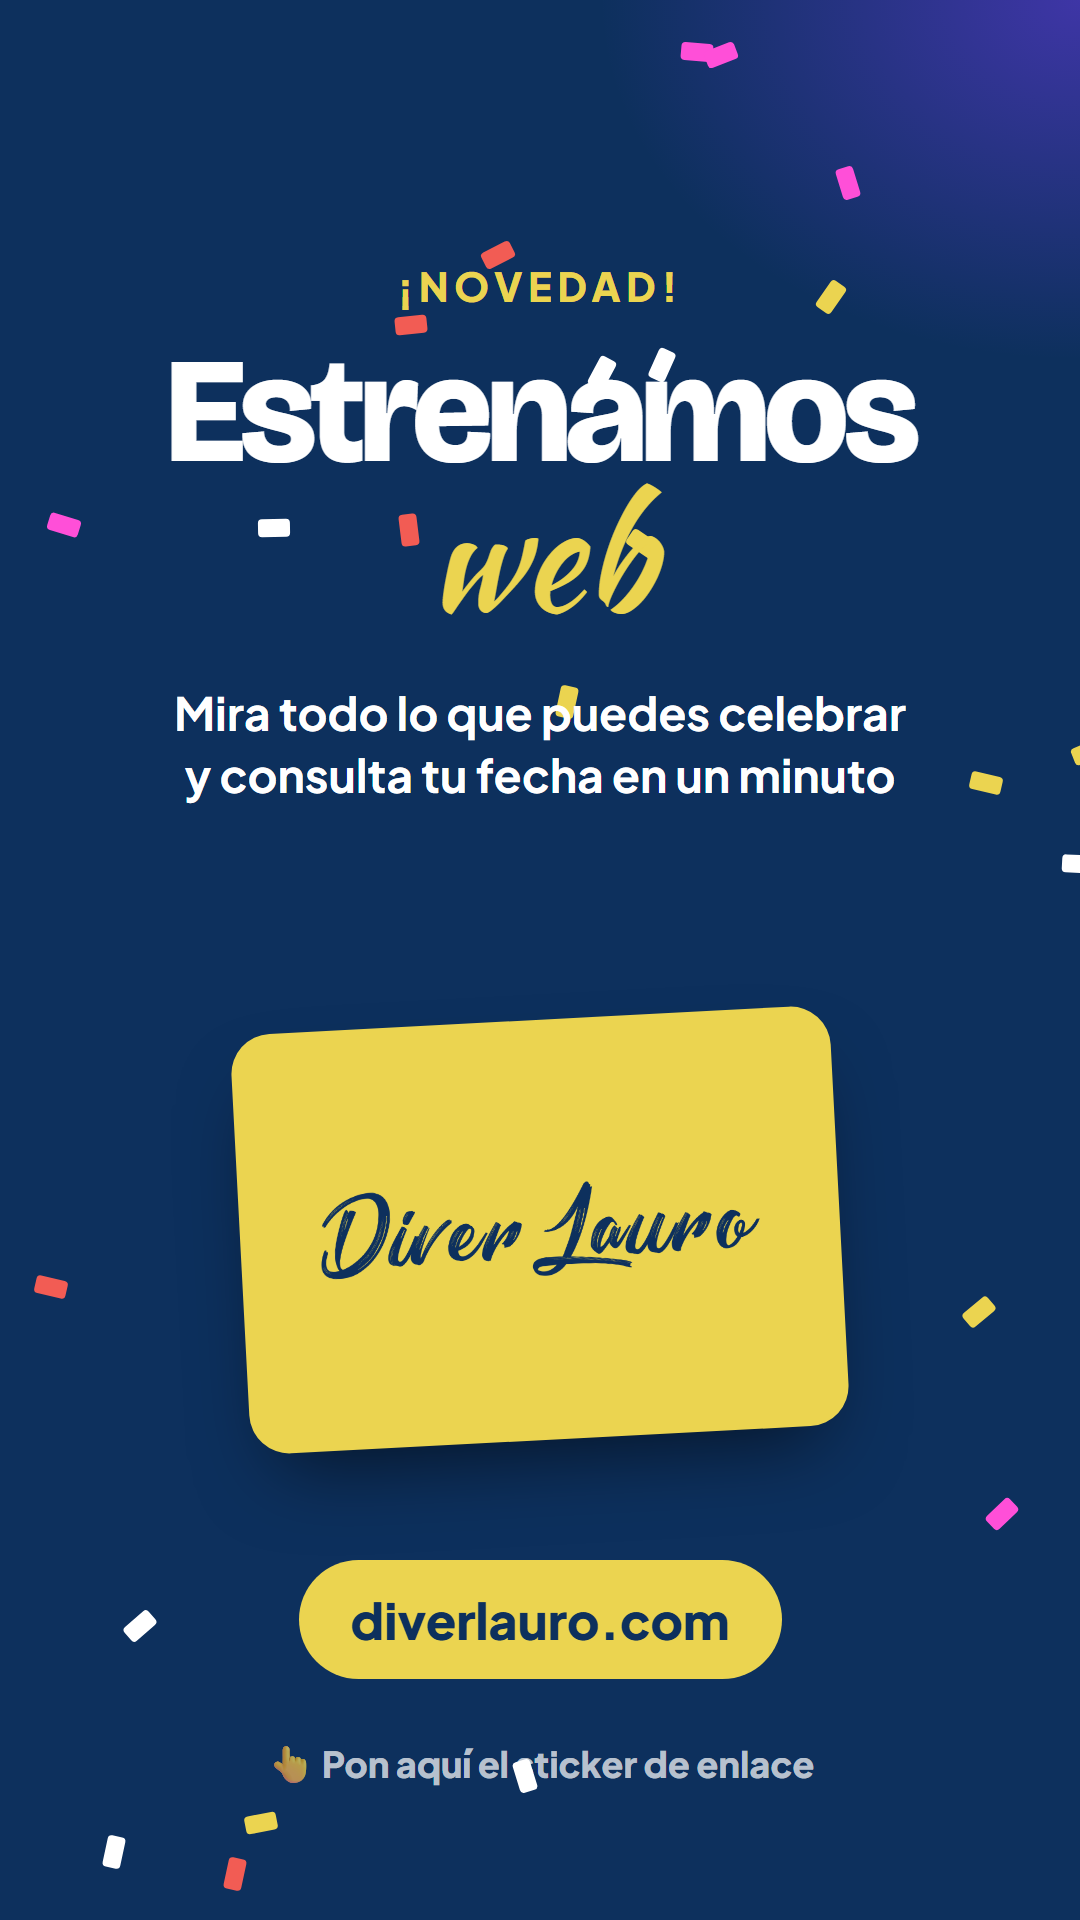 ¡NOVEDAD!
Estrenamos
web
Mira todo lo que puedes celebrar
y consulta tu fecha en un minuto
Diver Lauro
diverlauro.com
👆 Pon aquí el sticker de enlace